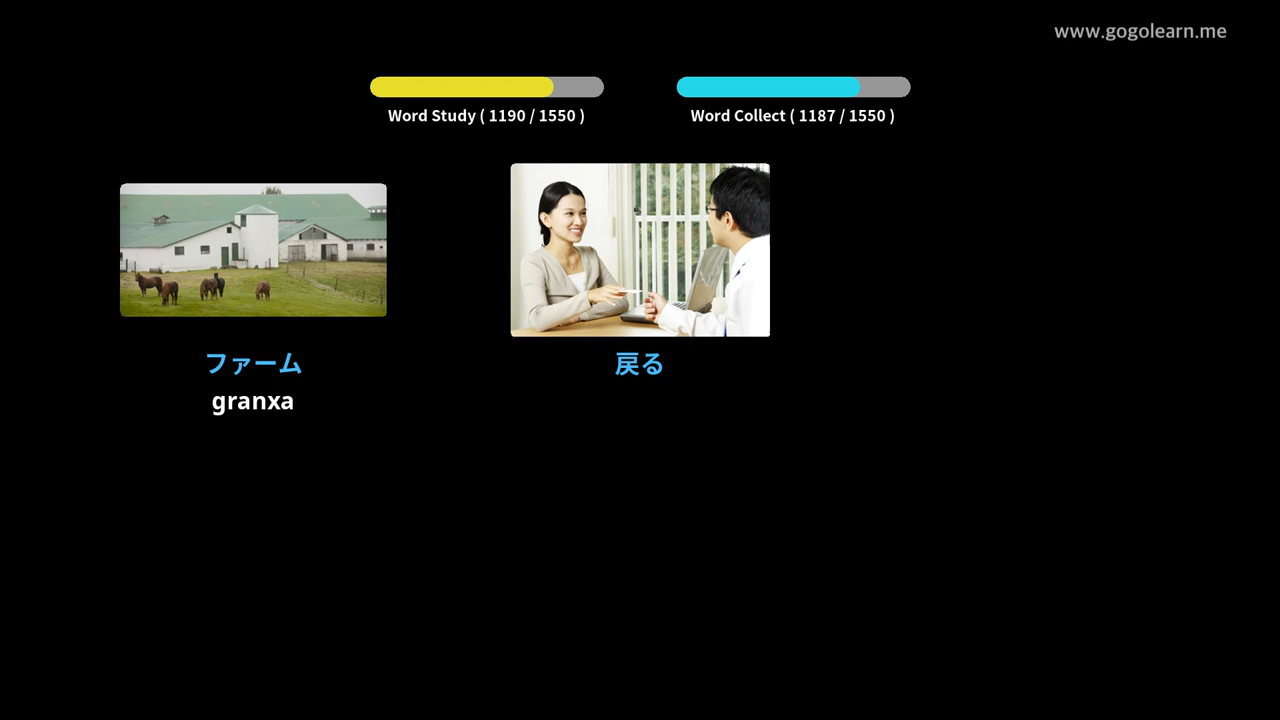 www.gogolearn.me
Word Study ( 1190 / 1550 )
Word Collect ( 1187 / 1550 )
ファーム
granxa
戻る